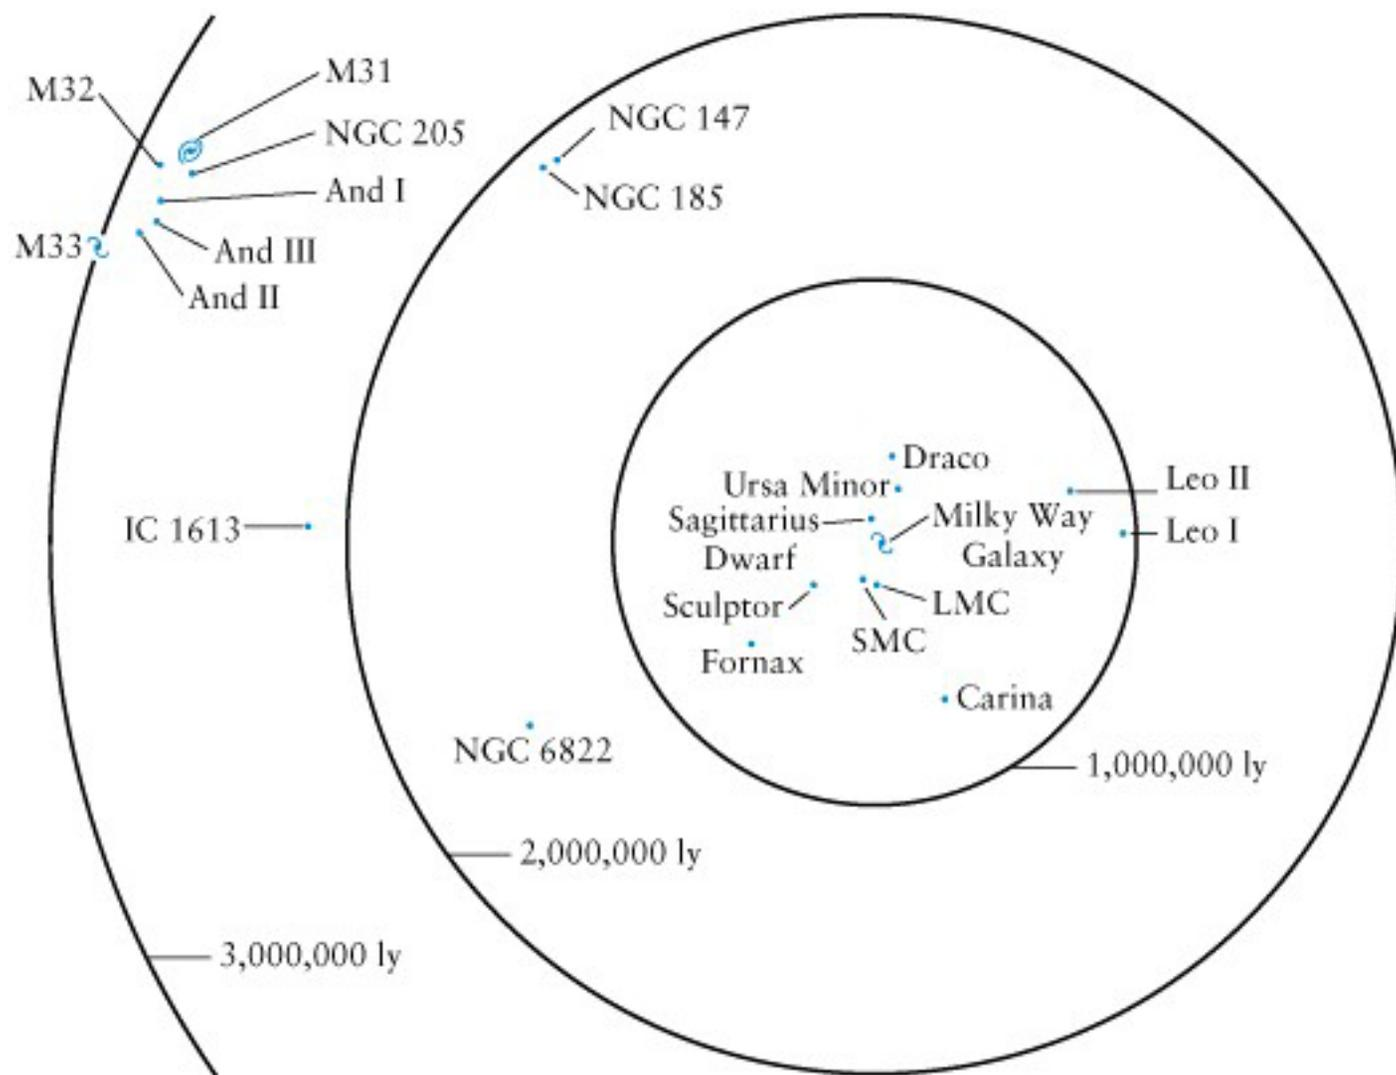 M31
M32
NGC 205
NGC 147
And I
NGC 185
M33
And III
And II
Draco
Ursa Minor
Leo II
Sagittarius
Dwarf
Milky Way
Galaxy
IC 1613
Leo I
Sculptor
LMC
SMC
Fornax
Carina
NGC 6822
1,000,000 ly
2,000,000 ly
3,000,000 ly